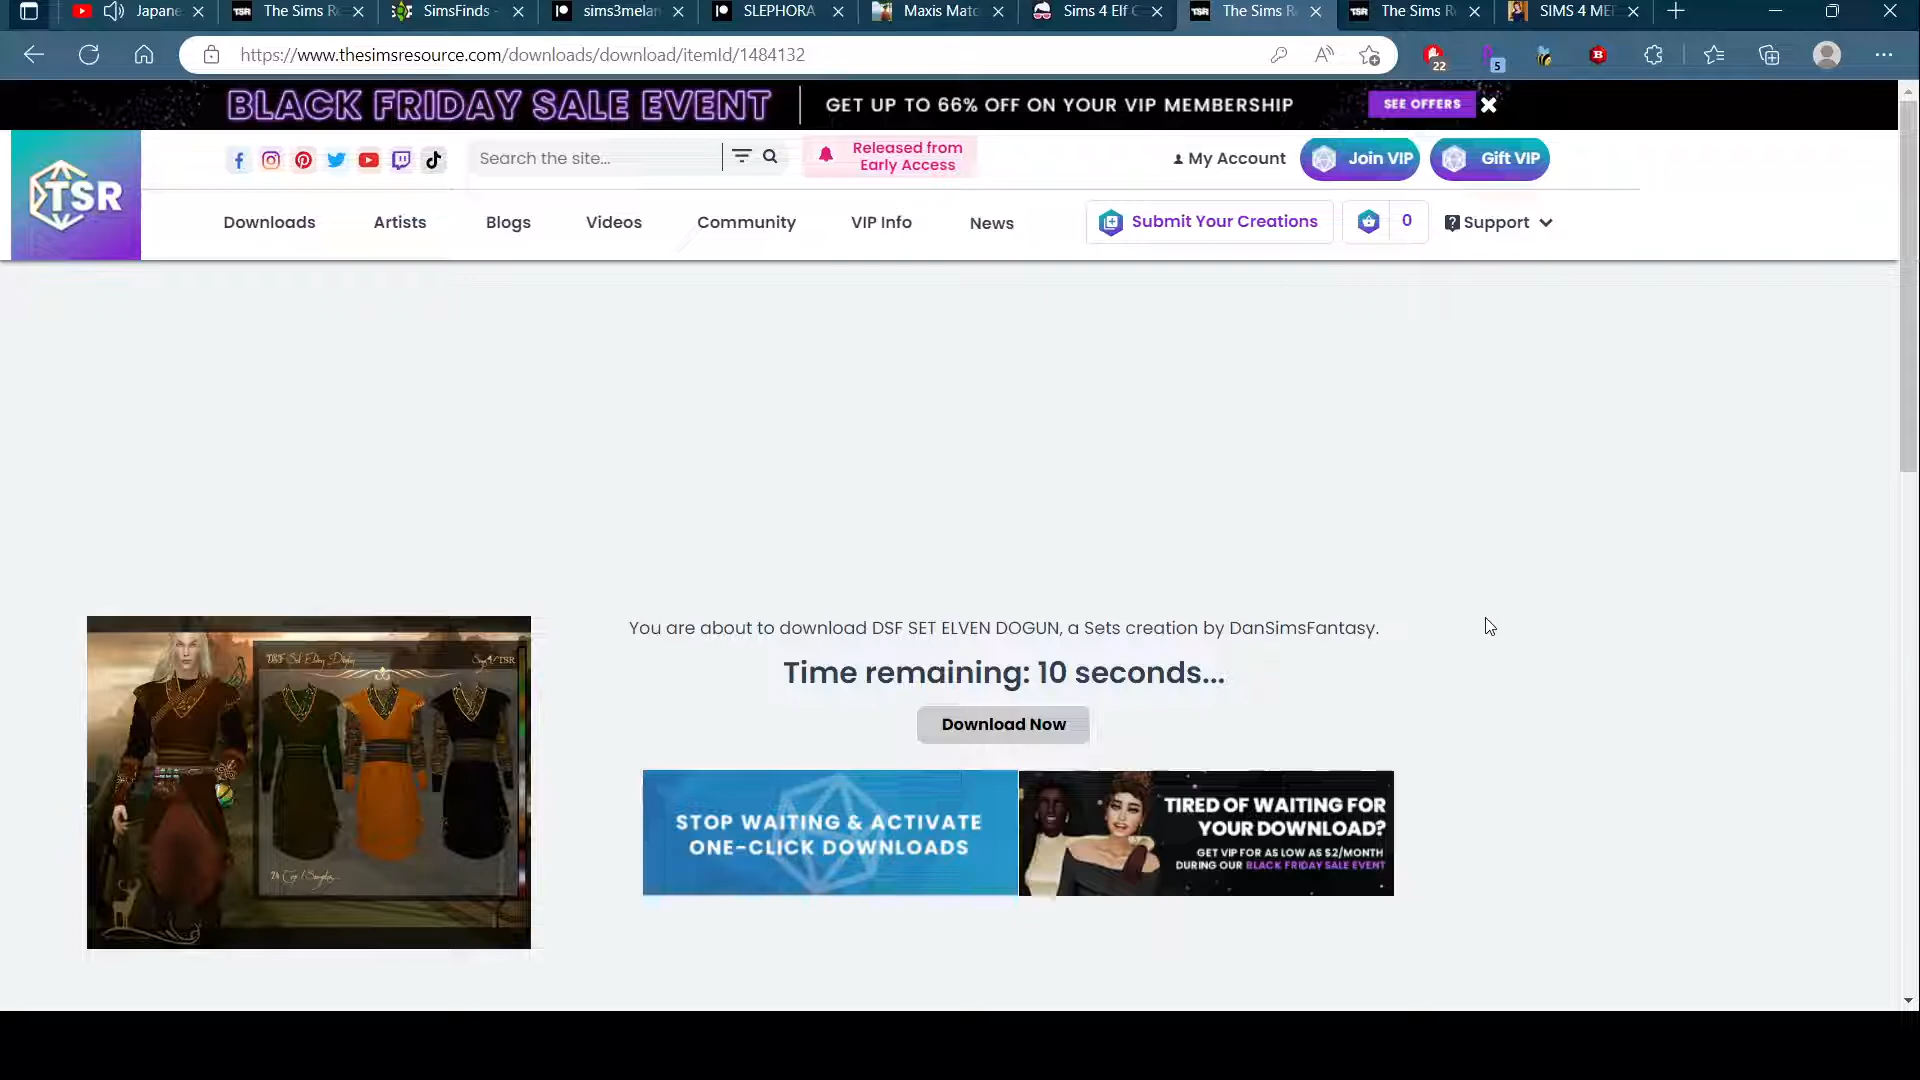 Japane
The Sims Re
SimsFinds -
sims3melan
SLEPHORA
Maxis Matc
Sims 4 Elf C
The Sims Re
The Sims Re
SIMS 4 MED
https://www.thesimsresource.com/downloads/download/itemId/1484132
22
5
B
BLACK FRIDAY SALE EVENT
GET UP TO 66% OFF ON YOUR VIP MEMBERSHIP
SEE OFFERS
TSR
Search the site...
Released from
Early Access
My Account
Join VIP
Gift VIP
Downloads
Artists
Blogs
Videos
Community
VIP Info
News
Submit Your Creations
0
Support
You are about to download DSF SET ELVEN DOGUN, a Sets creation by DanSimsFantasy.
Time remaining: 10 seconds...
Download Now
STOP WAITING & ACTIVATE
ONE-CLICK DOWNLOADS
TIRED OF WAITING FOR
YOUR DOWNLOAD?
GET VIP FOR AS LOW AS $2/MONTH
DURING OUR BLACK FRIDAY SALE EVENT